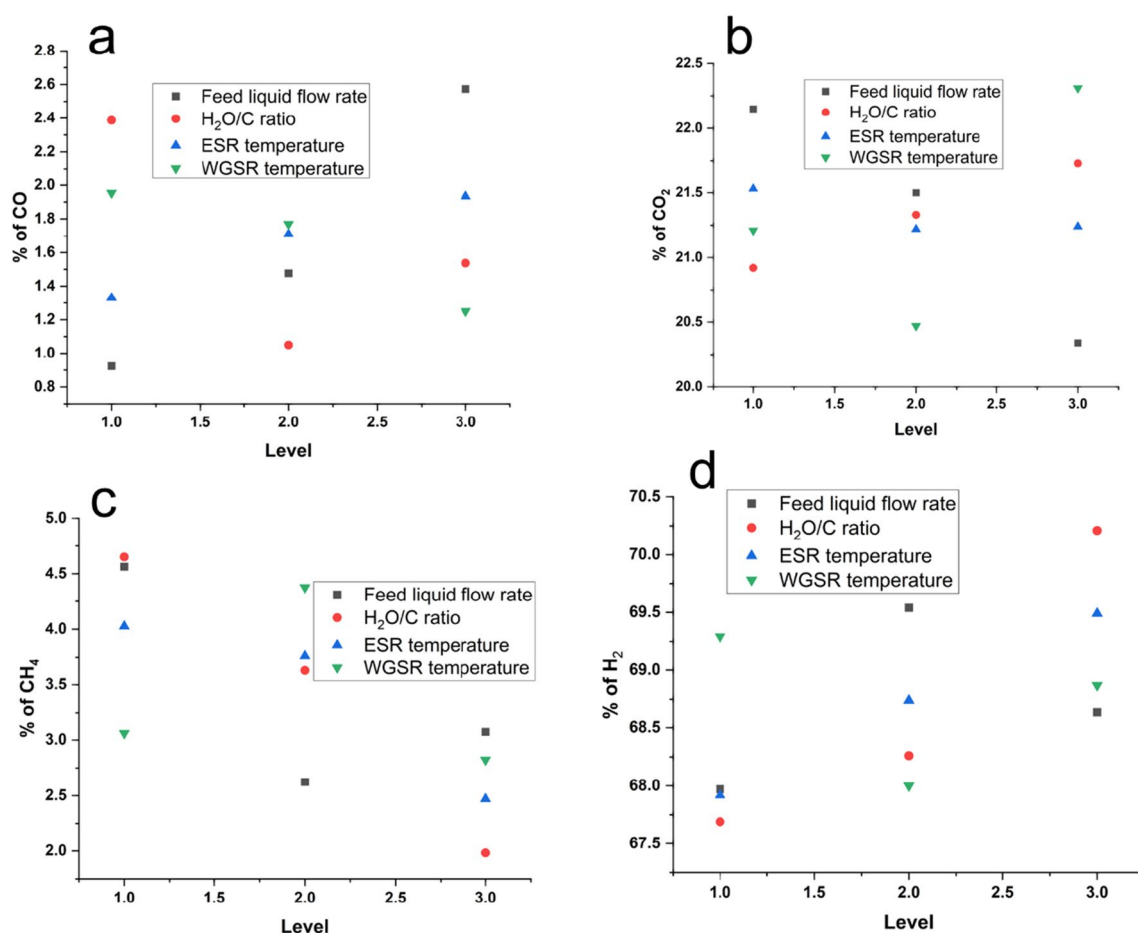 a
2.8
2.6
2.4
2.2
2.0
1.8
1.6
1.4
1.2
1.0
0.8
% of CO
Feed liquid flow rate
H₂O/C ratio
ESR temperature
WGSR temperature
1.0 1.5 2.0 2.5 3.0
Level
b
22.5
22.0
21.5
21.0
20.5
20.0
% of CO₂
Feed liquid flow rate
H₂O/C ratio
ESR temperature
WGSR temperature
1.0 1.5 2.0 2.5 3.0
Level
c
5.0
4.5
4.0
3.5
3.0
2.5
2.0
% of CH₄
Feed liquid flow rate
H₂O/C ratio
ESR temperature
WGSR temperature
1.0 1.5 2.0 2.5 3.0
Level
d
70.5
70.0
69.5
69.0
68.5
68.0
67.5
% of H₂
Feed liquid flow rate
H₂O/C ratio
ESR temperature
WGSR temperature
1.0 1.5 2.0 2.5 3.0
Level